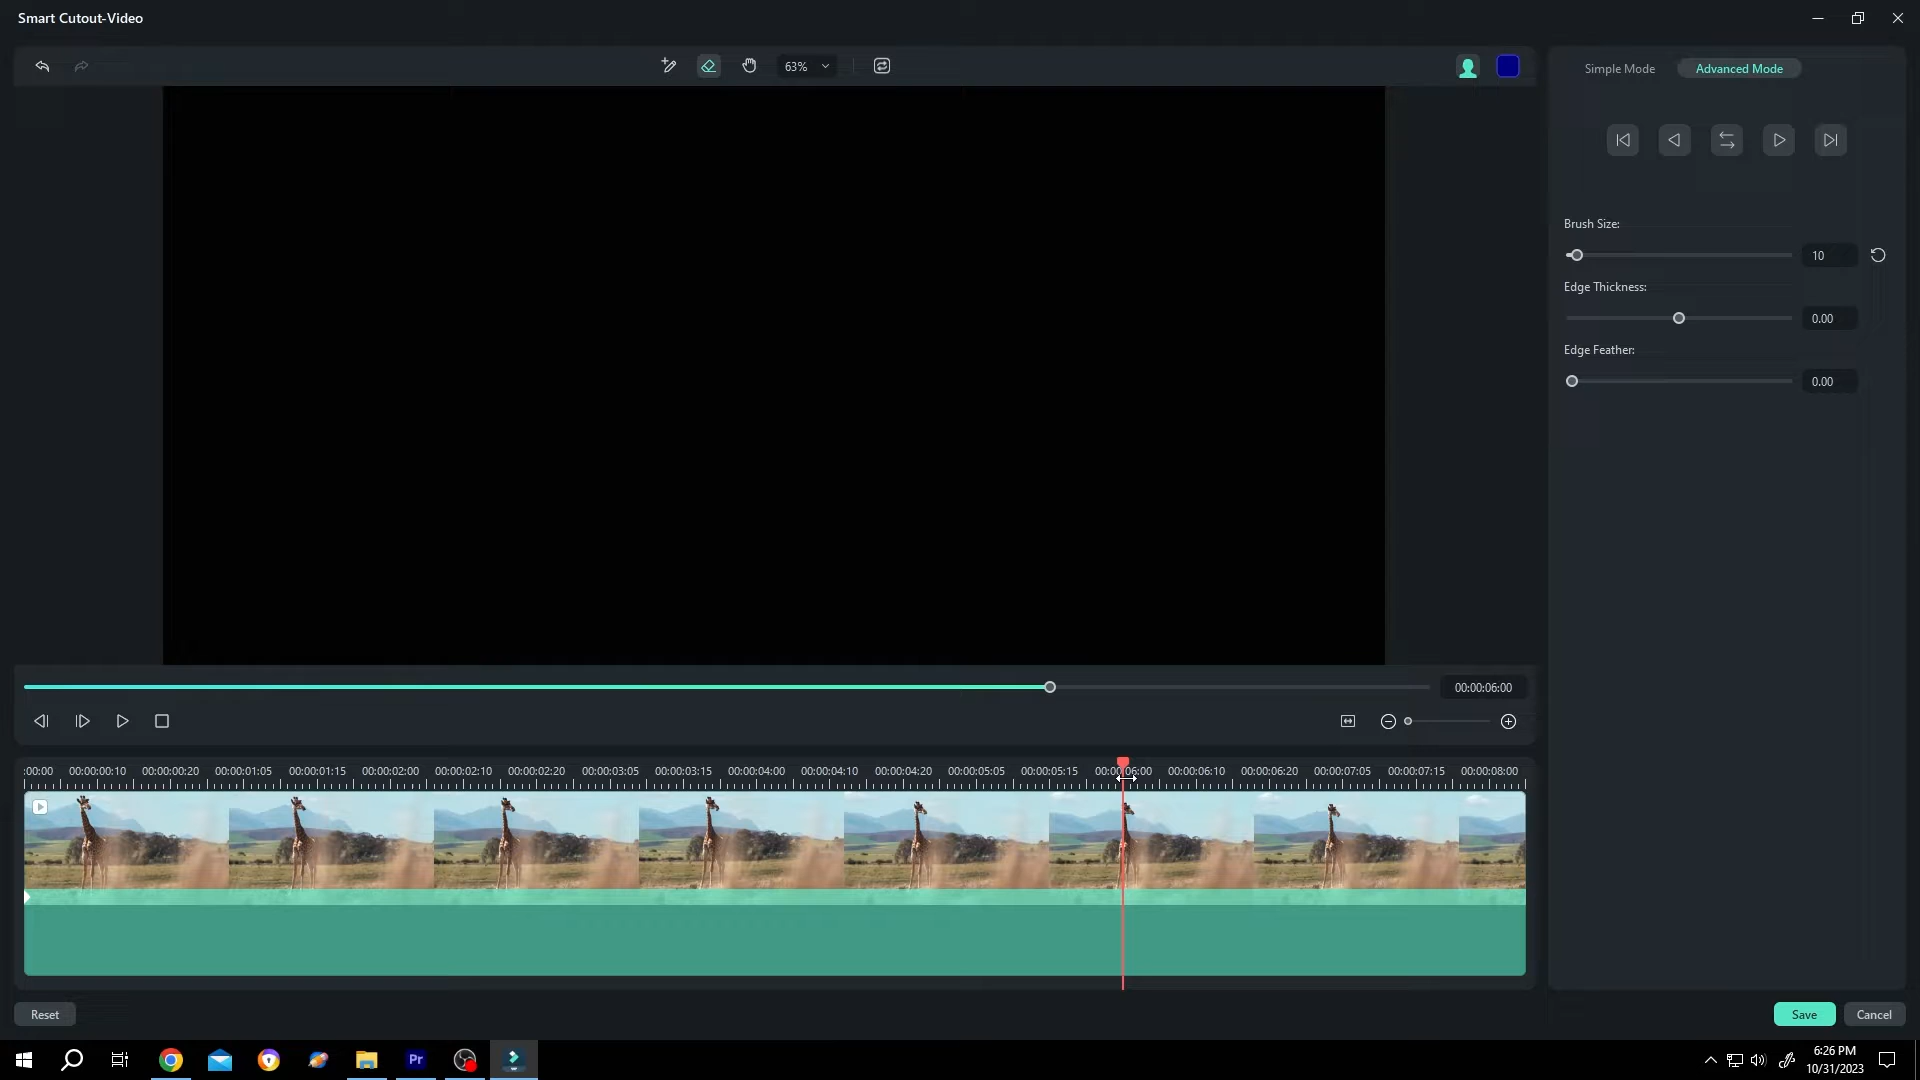 Smart Cutout-Video
63%
Simple Mode
Advanced Mode
Brush Size:
10
Edge Thickness:
0.00
Edge Feather:
0.00
00:00:06:00
:00:00 00:00:00:10 00:00:00:20 00:00:01:05 00:00:01:15 00:00:02:00 00:00:02:10 00:00:02:20 00:00:03:05 00:00:03:15 00:00:04:00 00:00:04:10 00:00:04:20 00:00:05:05 00:00:05:15 00:00:06:00 00:00:06:10 00:00:06:20 00:00:07:05 00:00:07:15 00:00:08:00
Reset
Save
Cancel
Pr
6:26 PM
10/31/2023